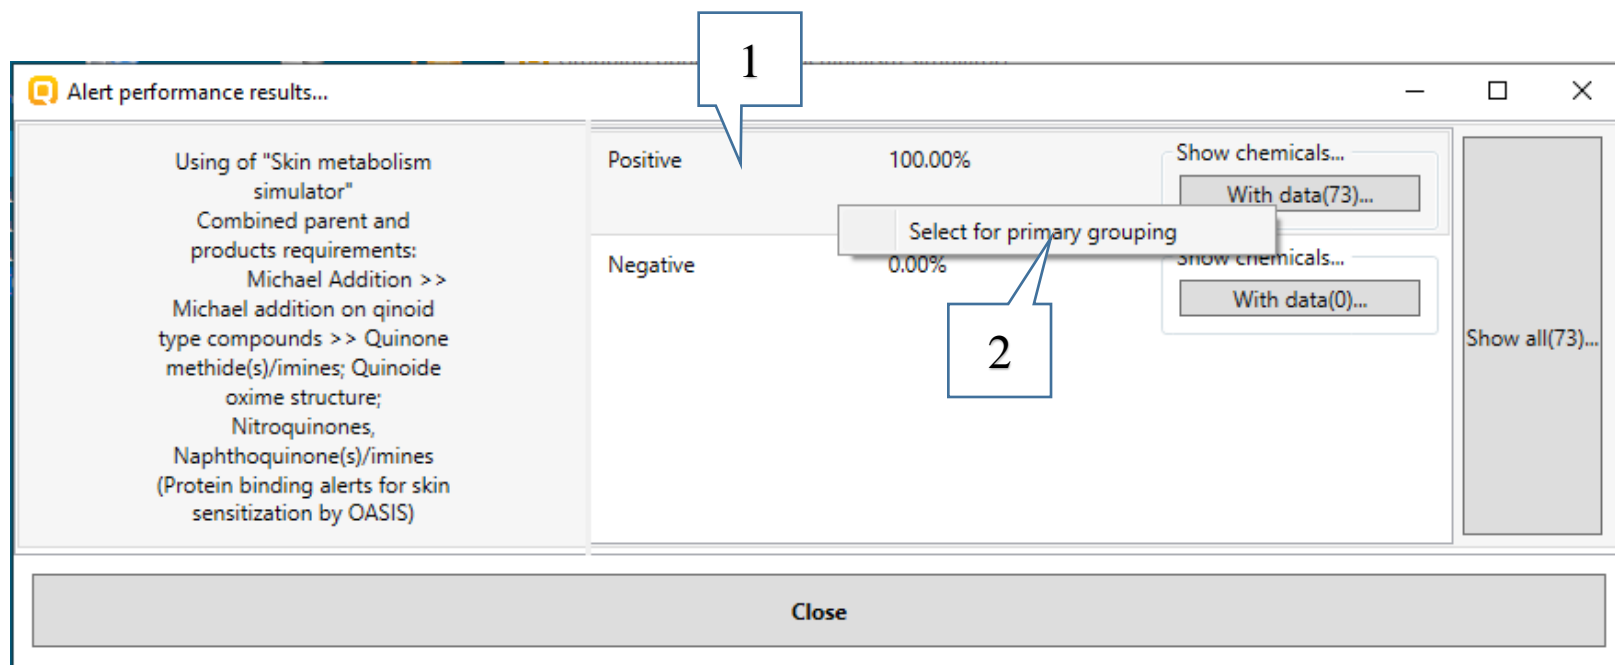 1
Alert performance results...
Using of "Skin metabolism
simulator"
Combined parent and
products requirements:
Michael Addition >>
Michael addition on qinoid
type compounds >> Quinone
methide(s)/imines; Quinoide
oxime structure;
Nitroquinones,
Naphthoquinone(s)/imines
(Protein binding alerts for skin
sensitization by OASIS)
Positive 100.00% Show chemicals...
With data(73)...
Select for primary grouping
Negative 0.00% Show chemicals...
With data(0)...
2
Show all(73)...
Close